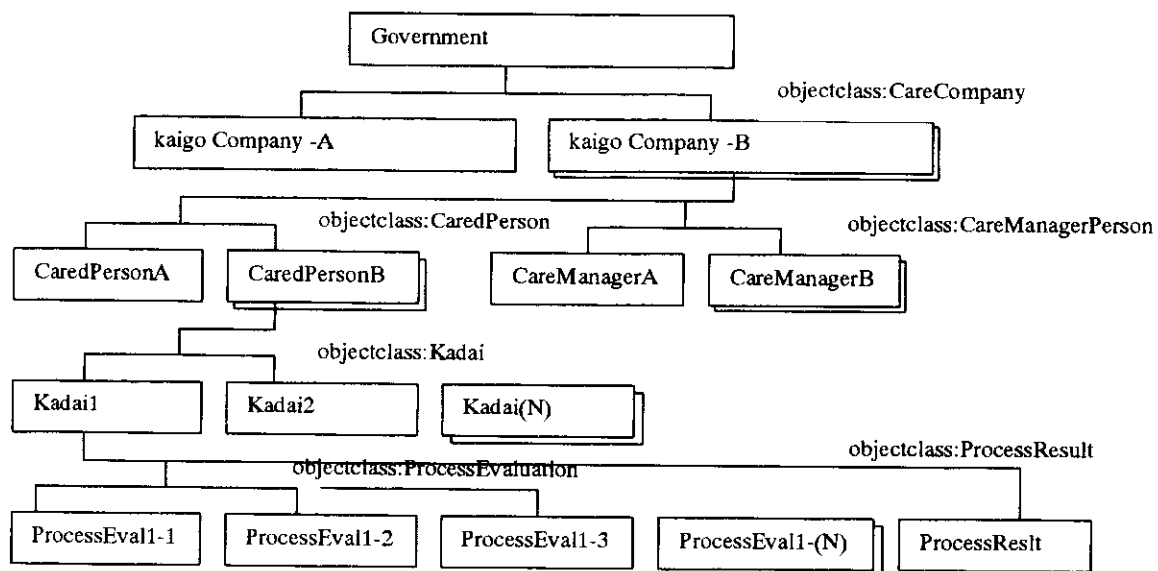 Government
objectclass:CareCompany
kaigo Company -A
kaigo Company -B
objectclass:CaredPerson
objectclass:CareManagerPerson
CaredPersonA
CaredPersonB
CareManagerA
CareManagerB
objectclass:Kadai
Kadai1
Kadai2
Kadai(N)
objectclass:ProcessResult
objectclass:ProcessEvaluation
ProcessEval1-1
ProcessEval1-2
ProcessEval1-3
ProcessEval1-(N)
ProcessReslt